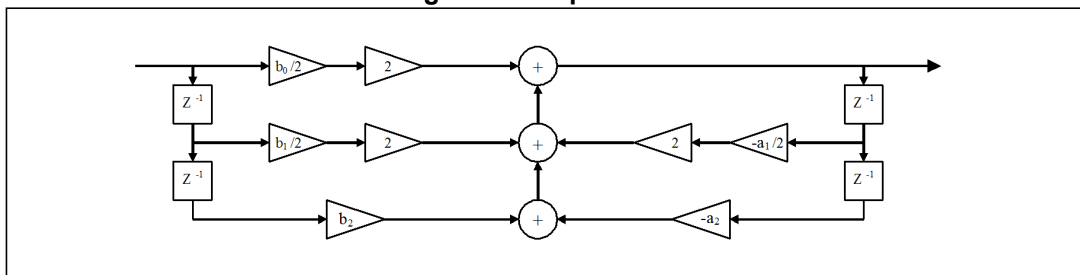 b₀/2 2 +
Z⁻¹ Z⁻¹
b₁/2 2 + 2 -a₁/2
Z⁻¹ Z⁻¹
b₂ + -a₂